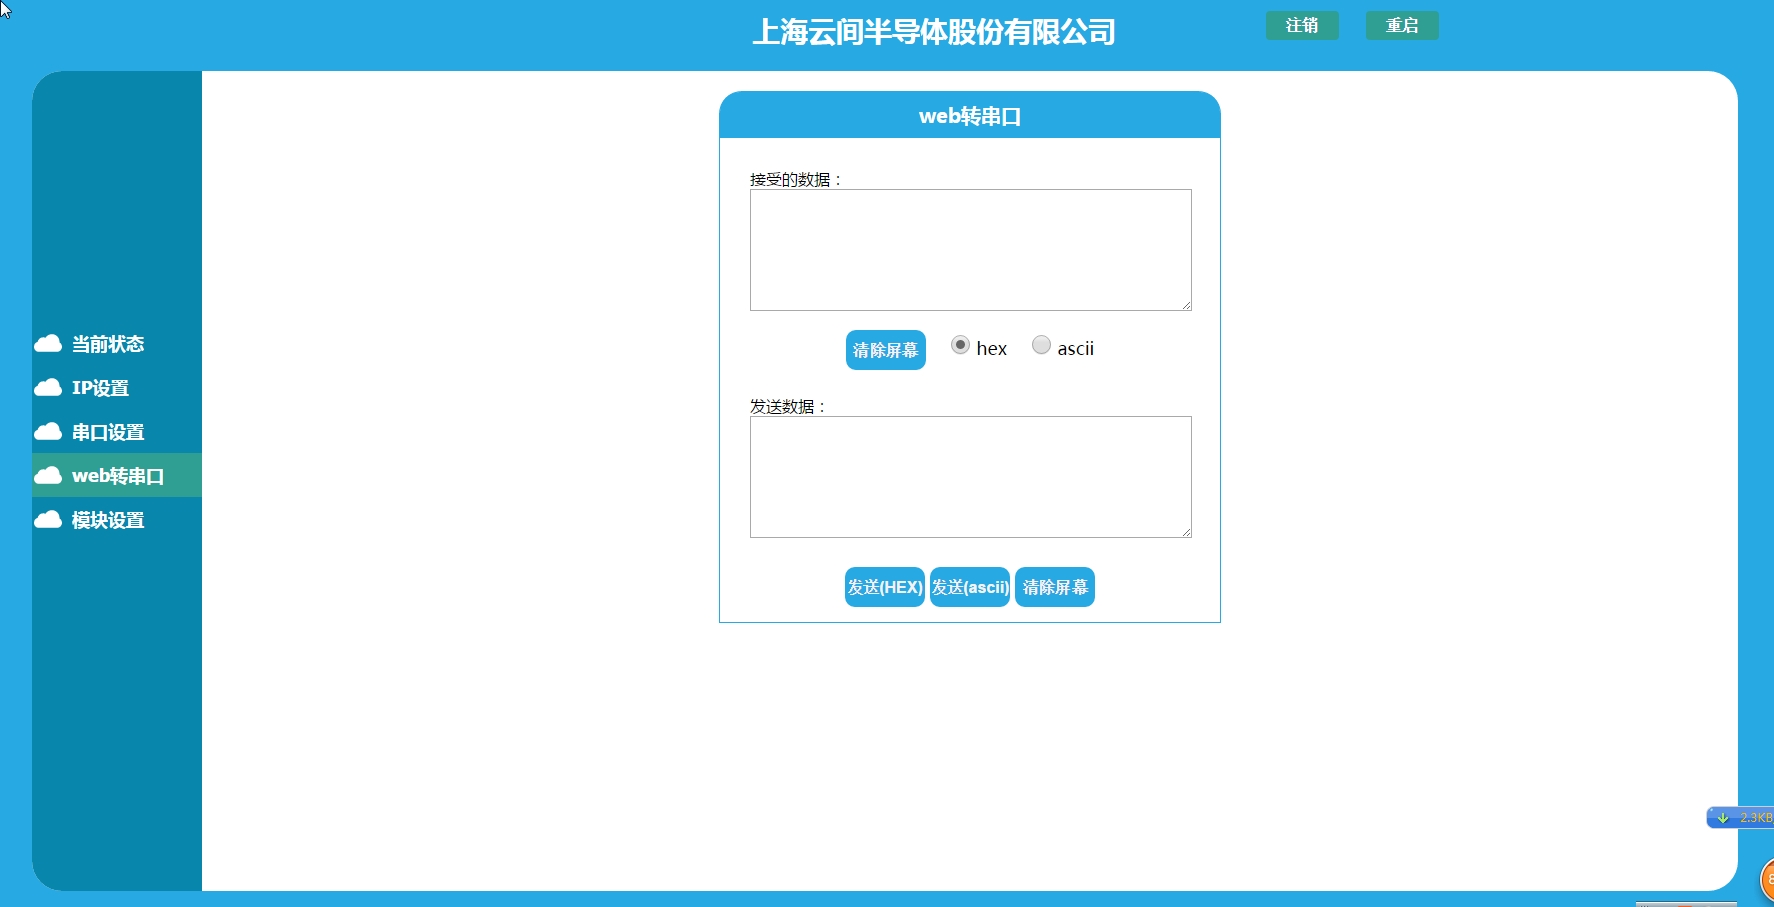 上海云间半导体股份有限公司
注销
重启
当前状态
IP设置
串口设置
web转串口
模块设置
web转串口
接受的数据：
清除屏幕
hex
ascii
发送数据：
发送(HEX)
发送(ascii)
清除屏幕
2.3KB